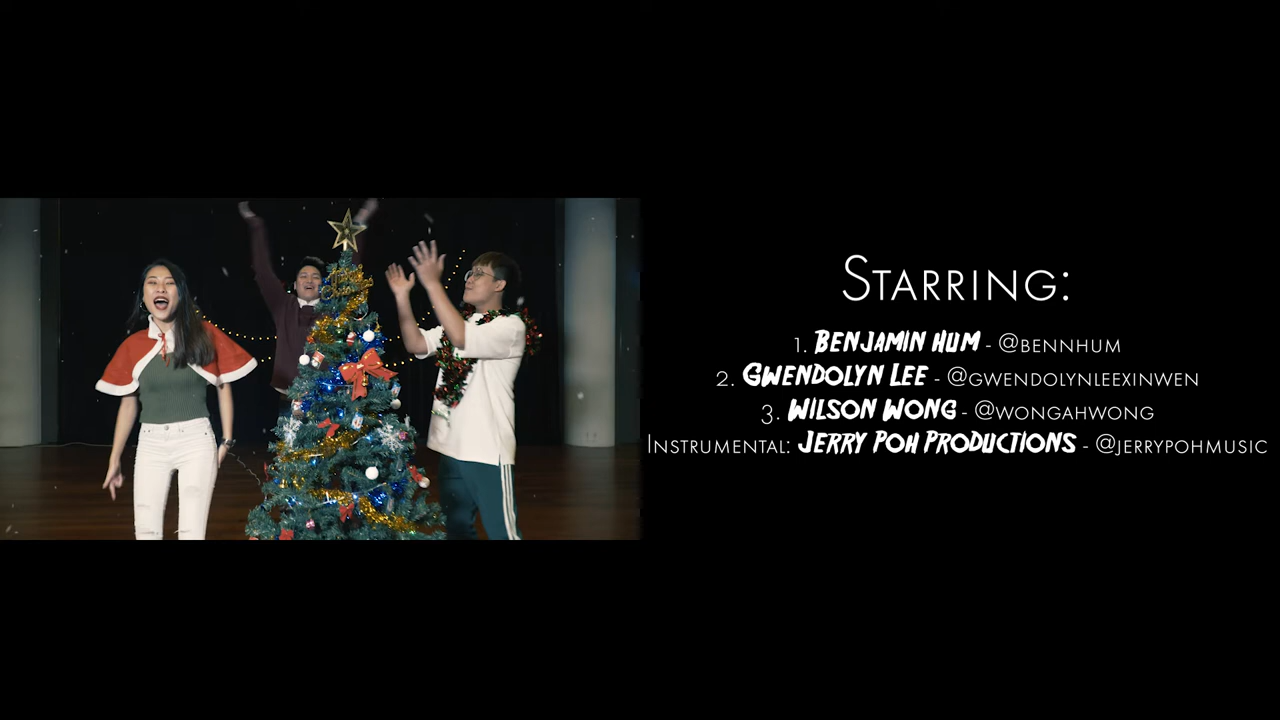 Starring:
1. Benjamin Hum - @bennhum
2. Gwendolyn Lee - @gwendolynleexinwen
3. Wilson Wong - @wongahwong
Instrumental: Jerry Poh Productions - @jerrypohmusic